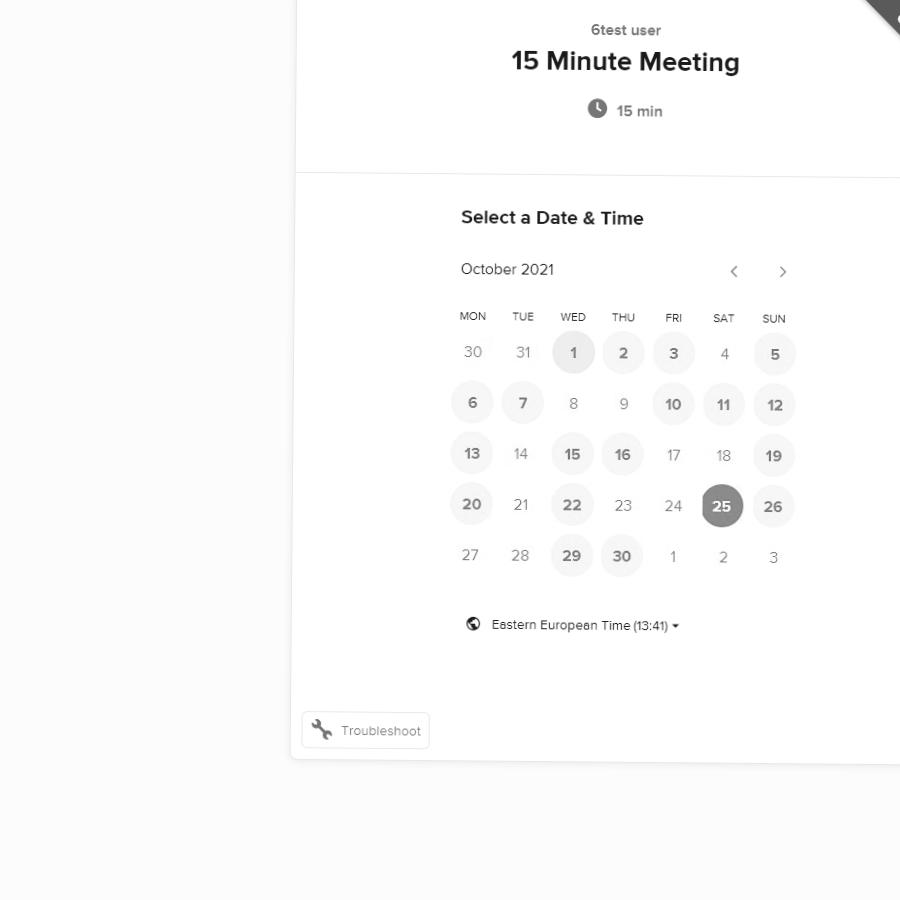 6test user
15 Minute Meeting
15 min
Select a Date & Time
October 2021
MON TUE WED THU FRI SAT SUN
30 31 1 2 3 4 5
6 7 8 9 10 11 12
13 14 15 16 17 18 19
20 21 22 23 24 25 26
27 28 29 30 1 2 3
Eastern European Time (13:41)
Troubleshoot